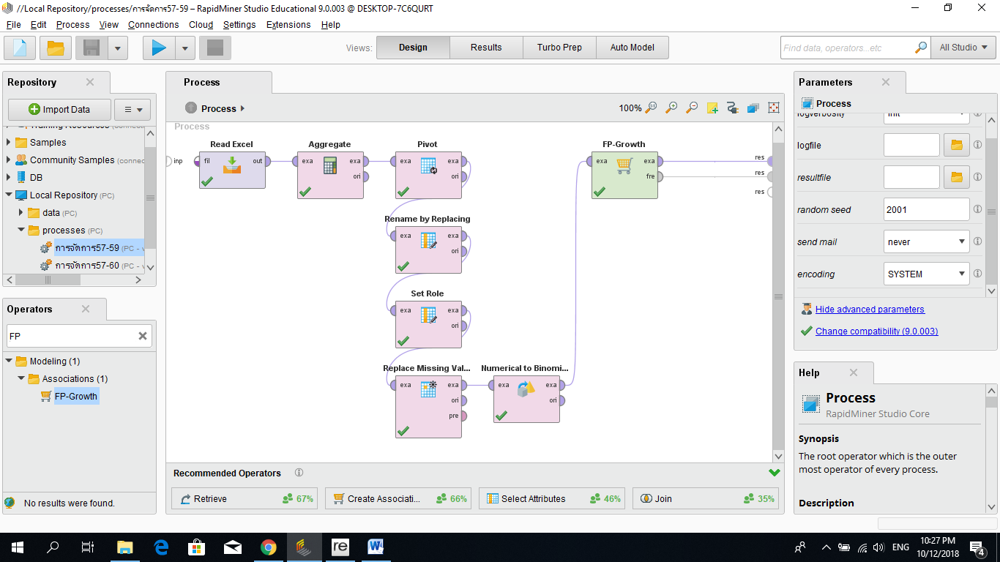 //Local Repository/processes/การจัดการ57-59 – RapidMiner Studio Educational 9.0.003 @ DESKTOP-7C6QURT
File Edit Process View Connections Cloud Settings Extensions Help
Views: Design Results Turbo Prep Auto Model
Find data, operators...etc All Studio
Repository
Import Data
Training Resources (connec
Samples
Community Samples (connec
DB
Local Repository (PC)
data (PC)
processes (PC)
การจัดการ57-59 (PC - v
การจัดการ57-60 (PC - v
Operators
FP
Modeling (1)
Associations (1)
FP-Growth
No results were found.
Process
Process
100%
Process
inp
Read Excel
fil out
Aggregate
exa exa
ori
Pivot
exa exa
ori
Rename by Replacing
exa exa
ori
Set Role
exa exa
ori
Replace Missing Val...
exa exa
ori
pre
Numerical to Binomi...
exa exa
ori
FP-Growth
exa exa
fre
res
res
res
Recommended Operators
Retrieve 67%
Create Associati... 66%
Select Attributes 46%
Join 35%
Parameters
Process
logverbosity init
logfile
resultfile
random seed 2001
send mail never
encoding SYSTEM
Hide advanced parameters
Change compatibility (9.0.003)
Help
Process
RapidMiner Studio Core
Synopsis
The root operator which is the outer
most operator of every process.
Description
re
ENG
10:27 PM
10/12/2018
4